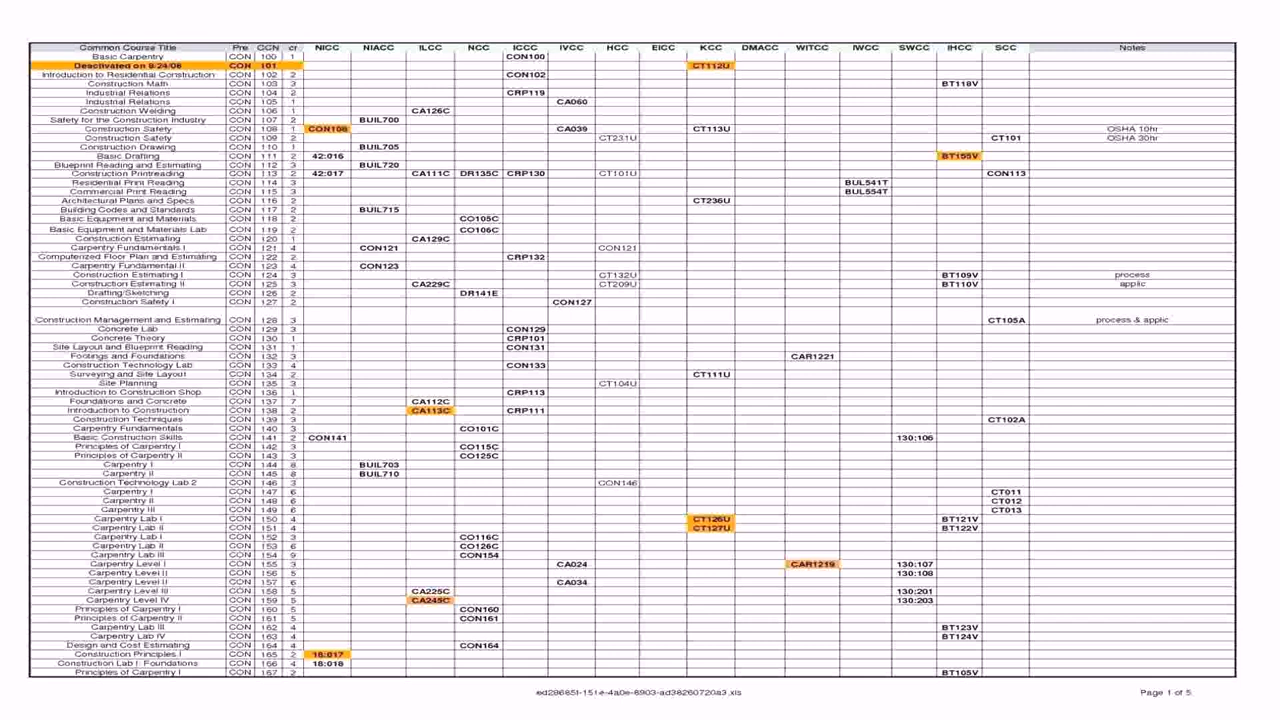 Common Course Title Pre CCN cr NICC NIACC ILCC NCC ICCC IVCC HCC EICC KCC DMACC WITCC IWCC SWCC IHCC SCC Notes
Basic Carpentry CON 100 1 CON100
Deactivated on 9/24/08 CON 101 CT112U
Introduction to Residential Construction CON 102 2 CON102
Construction Math CON 103 3 BT118V
Industrial Relations CON 104 2 CRP119
Industrial Relations CON 105 1 CA060
Construction Welding CON 106 1 CA126C
Safety for the Construction Industry CON 107 2 BUIL700
Construction Safety CON 108 1 CON108 CA039 CT113U OSHA 10hr
Construction Safety CON 109 2 CT231U CT101 OSHA 30hr
Construction Drawing CON 110 1 BUIL705
Basic Drafting CON 111 2 42:016 BT155V
Blueprint Reading and Estimating CON 112 3 BUIL720
Construction Printreading CON 113 2 42:017 CA111C DR135C CRP130 CT101U CON113
Residential Print Reading CON 114 3 BUL541T
Commercial Print Reading CON 115 3 BUL554T
Architectural Plans and Specs CON 116 2 CT236U
Building Codes and Standards CON 117 2 BUIL715
Basic Equipment and Materials CON 118 2 CO105C
Basic Equipment and Materials Lab CON 119 2 CO106C
Construction Estimating CON 120 1 CA129C
Carpentry Fundamentals I CON 121 4 CON121 CON121
Computerized Floor Plan and Estimating CON 122 2 CRP132
Carpentry Fundamental II CON 123 4 CON123
Construction Estimating I CON 124 3 CT132U BT109V process
Construction Estimating II CON 125 3 CA229C CT209U BT110V applic
Drafting/Sketching CON 126 2 DR141E
Construction Safety I CON 127 2 CON127
Construction Management and Estimating CON 128 3 CT105A process & applic
Concrete Lab CON 129 3 CON129
Concrete Theory CON 130 1 CRP101
Site Layout and Blueprint Reading CON 131 1 CON131
Footings and Foundations CON 132 3 CAR1221
Construction Technology Lab CON 133 4 CON133
Surveying and Site Layout CON 134 2 CT111U
Site Planning CON 135 3 CT104U
Introduction to Construction Shop CON 136 1 CRP113
Foundations and Concrete CON 137 7 CA112C
Introduction to Construction CON 138 2 CA113C CRP111
Construction Techniques CON 139 3 CT102A
Carpentry Fundamentals CON 140 3 CO101C
Basic Construction Skills CON 141 2 CON141 130:106
Principles of Carpentry I CON 142 3 CO115C
Principles of Carpentry II CON 143 3 CO125C
Carpentry I CON 144 8 BUIL703
Carpentry II CON 145 8 BUIL710
Construction Technology Lab 2 CON 146 3 CON146
Carpentry I CON 147 6 CT011
Carpentry II CON 148 6 CT012
Carpentry III CON 149 6 CT013
Carpentry Lab I CON 150 4 CT126U BT121V
Carpentry Lab II CON 151 4 CT127U BT122V
Carpentry Lab I CON 152 3 CO116C
Carpentry Lab II CON 153 6 CO126C
Carpentry Lab III CON 154 9 CON154
Carpentry Level I CON 155 3 CA024 CAR1219 130:107
Carpentry Level II CON 156 5 130:108
Carpentry Level II CON 157 6 CA034
Carpentry Level III CON 158 5 CA225C 130:201
Carpentry Level IV CON 159 5 CA245C 130:203
Principles of Carpentry I CON 160 5 CON160
Principles of Carpentry II CON 161 5 CON161
Carpentry Lab III CON 162 4 BT123V
Carpentry Lab IV CON 163 4 BT124V
Design and Cost Estimating CON 164 4 CON164
Construction Principles I CON 165 2 18:017
Construction Lab I: Foundations CON 166 4 18:018
Principles of Carpentry I CON 167 2 BT105V
Page 1 of 5